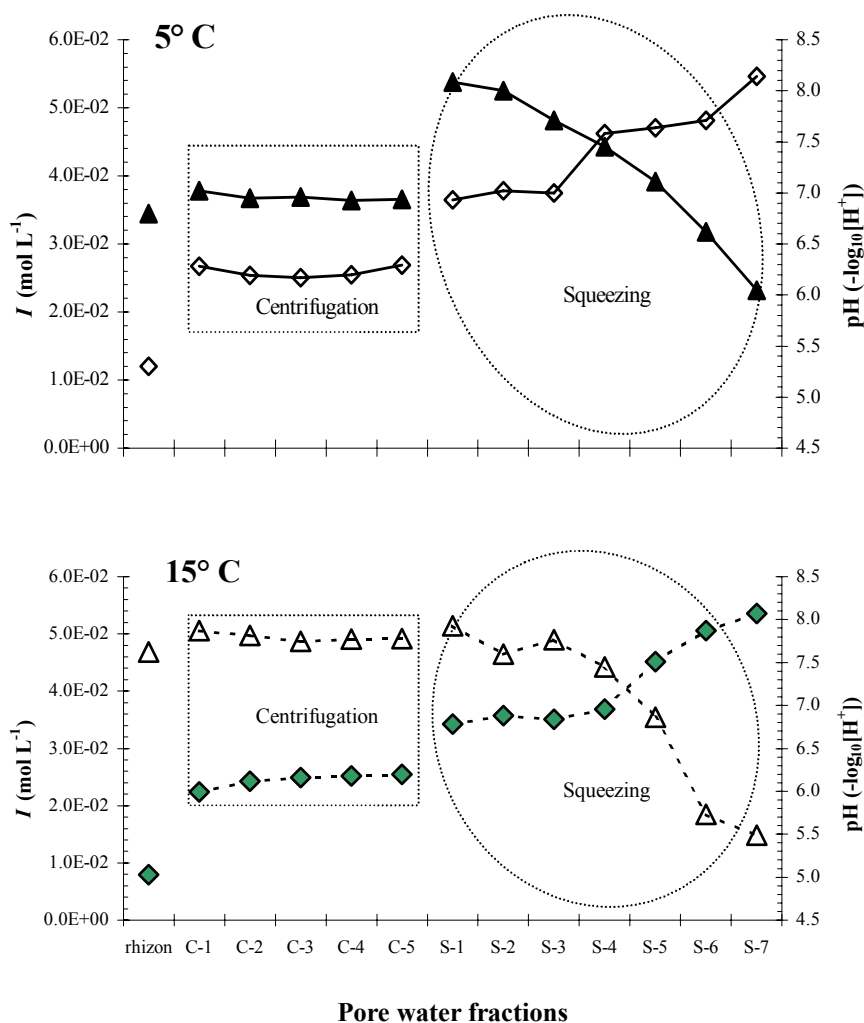 5° C
6.0E-02
5.0E-02
4.0E-02
3.0E-02
2.0E-02
1.0E-02
0.0E+00
I (mol L⁻¹)
Centrifugation
Squeezing
8.5
8.0
7.5
7.0
6.5
6.0
5.5
5.0
4.5
pH (-log₁₀[H⁺])
15° C
6.0E-02
5.0E-02
4.0E-02
3.0E-02
2.0E-02
1.0E-02
0.0E+00
I (mol L⁻¹)
Centrifugation
Squeezing
8.5
8.0
7.5
7.0
6.5
6.0
5.5
5.0
4.5
pH (-log₁₀[H⁺])
rhizon C-1 C-2 C-3 C-4 C-5 S-1 S-2 S-3 S-4 S-5 S-6 S-7
Pore water fractions